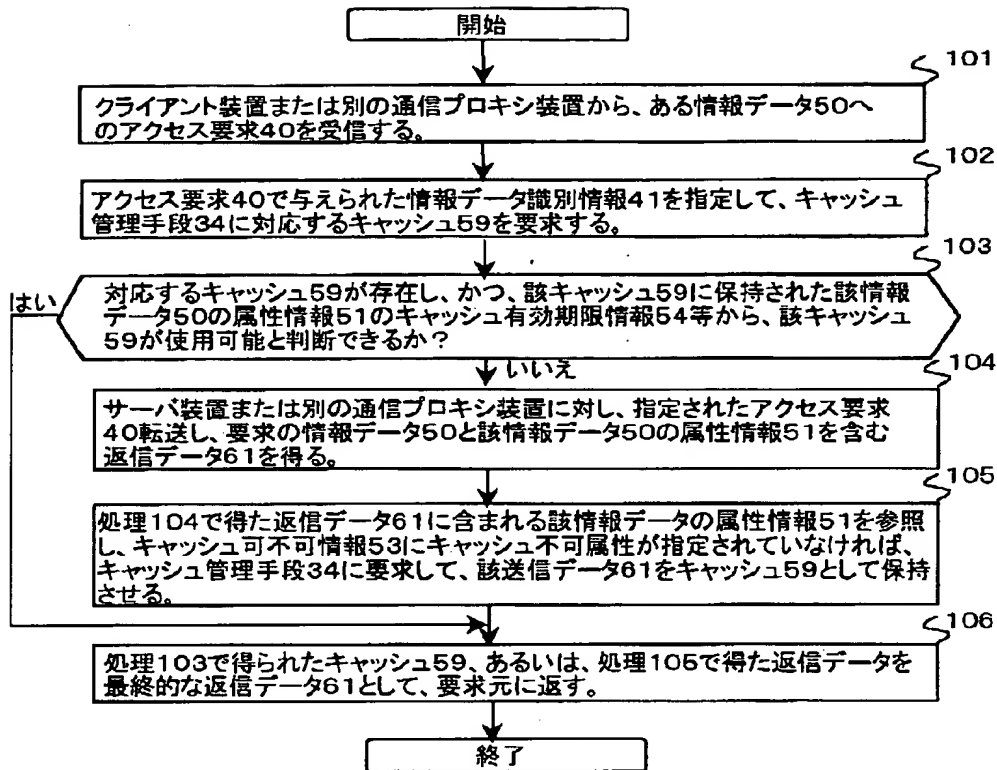 開始
101
クライアント装置または別の通信プロキシ装置から、ある情報データ50へ
のアクセス要求40を受信する。
102
アクセス要求40で与えられた情報データ識別情報41を指定して、キャッシュ
管理手段34に対応するキャッシュ59を要求する。
103
はい
対応するキャッシュ59が存在し、かつ、該キャッシュ59に保持された該情報
データ50の属性情報51のキャッシュ有効期限情報54等から、該キャッシュ
59が使用可能と判断できるか?
いいえ
104
サーバ装置または別の通信プロキシ装置に対し、指定されたアクセス要求
40転送し、要求の情報データ50と該情報データ50の属性情報51を含む
返信データ61を得る。
105
処理104で得た返信データ61に含まれる該情報データの属性情報51を参照
し、キャッシュ可不可情報53にキャッシュ不可属性が指定されていなければ、
キャッシュ管理手段34に要求して、該送信データ61をキャッシュ59として保持
させる。
106
処理103で得られたキャッシュ59、あるいは、処理105で得た返信データを
最終的な返信データ61として、要求元に返す。
終了